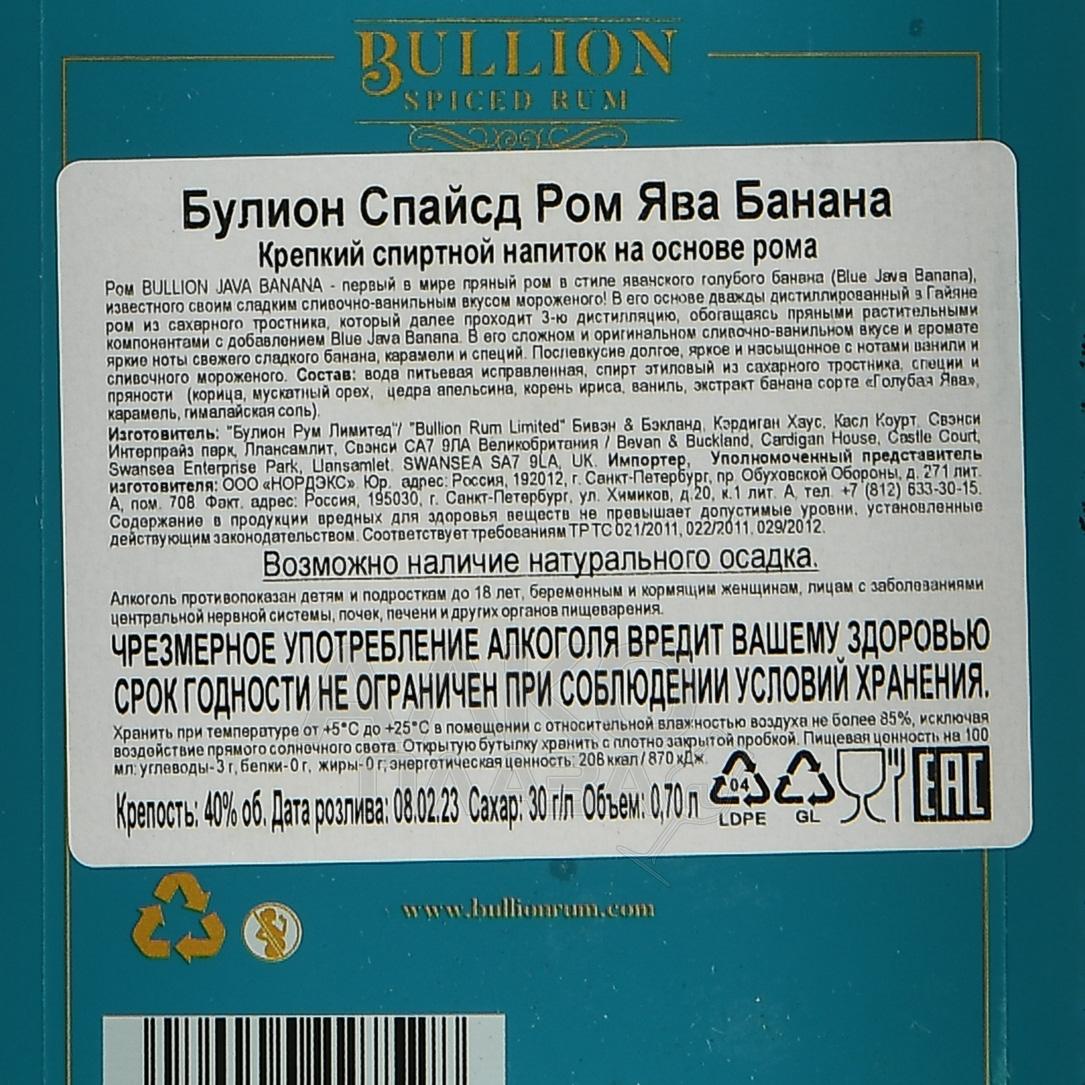 BULLION
SPICED RUM
Булион Спайсд Ром Ява Банана
Крепкий спиртной напиток на основе рома
Ром BULLION JAVA BANANA - первый в мире пряный ром в стиле яванского голубого банана (Blue Java Banana),
известного своим сладким сливочно-ванильным вкусом мороженого! В его основе дважды дистиллированный в Гайяне
ром из сахарного тростника, который далее проходит 3-ю дистилляцию, обогащаясь пряными растительными
компонентами с добавлением Blue Java Banana. В его сложном и оригинальном сливочно-ванильном вкусе и аромате
яркие ноты свежего сладкого банана, карамели и специй. Послевкусие долгое, яркое и насыщенное с нотами ванили и
сливочного мороженого. Состав: вода питьевая исправленная, спирт этиловый из сахарного тростника, специи и
пряности (корица, мускатный орех, цедра апельсина, корень ириса, ваниль, экстракт банана сорта «Голубая Ява»,
карамель, гималайская соль).
Изготовитель: "Булион Рум Лимитед"/ "Bullion Rum Limited" Бивэн & Бэкланд, Кэрдиган Хаус, Касл Коурт, Свэнси
Интерпрайз парк, Ллансамлит, Свэнси СА7 9ЛА Великобритания / Bevan & Buckland, Cardigan House, Castle Court,
Swansea Enterprise Park, Llansamlet. SWANSEA SA7 9LA, UK. Импортер, Уполномоченный представитель
изготовителя: ООО «НОРДЭКС». Юр. адрес: Россия, 192012, г. Санкт-Петербург, пр. Обуховской Обороны, д. 271 лит.
А, пом. 708 Факт. адрес: Россия, 195030, г. Санкт-Петербург, ул. Химиков, д.20, к.1 лит. А, тел. +7 (812) 633-30-15.
Содержание в продукции вредных для здоровья веществ не превышает допустимые уровни, установленные
действующим законодательством. Соответствует требованиям ТР ТС 021/2011, 022/2011, 029/2012.
Возможно наличие натурального осадка.
Алкоголь противопоказан детям и подросткам до 18 лет, беременным и кормящим женщинам, лицам с заболеваниями
центральной нервной системы, почек, печени и других органов пищеварения.
ЧРЕЗМЕРНОЕ УПОТРЕБЛЕНИЕ АЛКОГОЛЯ ВРЕДИТ ВАШЕМУ ЗДОРОВЬЮ
СРОК ГОДНОСТИ НЕ ОГРАНИЧЕН ПРИ СОБЛЮДЕНИИ УСЛОВИЙ ХРАНЕНИЯ.
Хранить при температуре от +5°С до +25°С в помещении с относительной влажностью воздуха не более 85%, исключая
воздействие прямого солнечного света. Открытую бутылку хранить с плотно закрытой пробкой. Пищевая ценность на 100
мл: углеводы- 3 г, белки- 0 г, жиры- 0 г; энергетическая ценность: 206 ккал / 870 кДж.
Крепость: 40% об. Дата розлива: 08.02.23 Сахар: 30 г/л Объем: 0,70 л
04
LDPE GL EAC
www.bullionrum.com